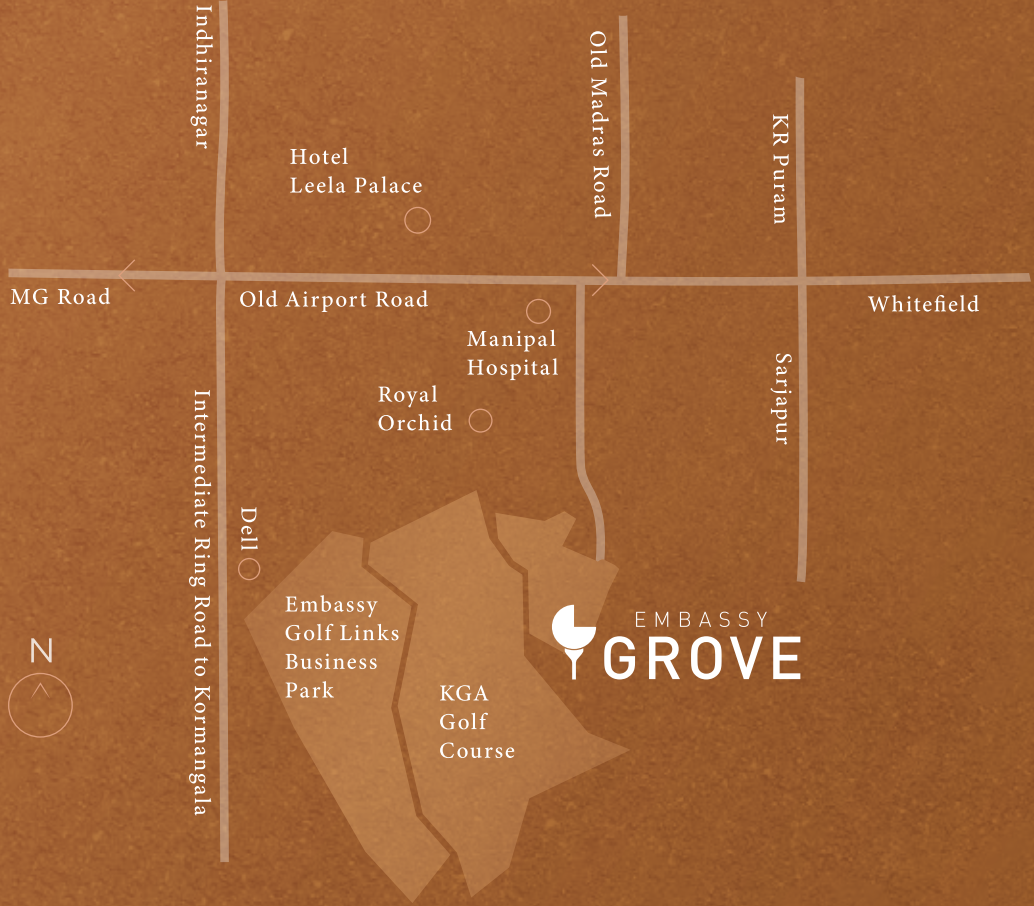 Indhiranagar
Old Madras Road
KR Puram
Hotel
Leela Palace
MG Road
Old Airport Road
Whitefield
Manipal
Hospital
Royal
Orchid
Sarjapur
Intermediate Ring Road to Kormangala
Dell
Embassy
Golf Links
Business
Park
EMBASSY
GROVE
N
KGA
Golf
Course